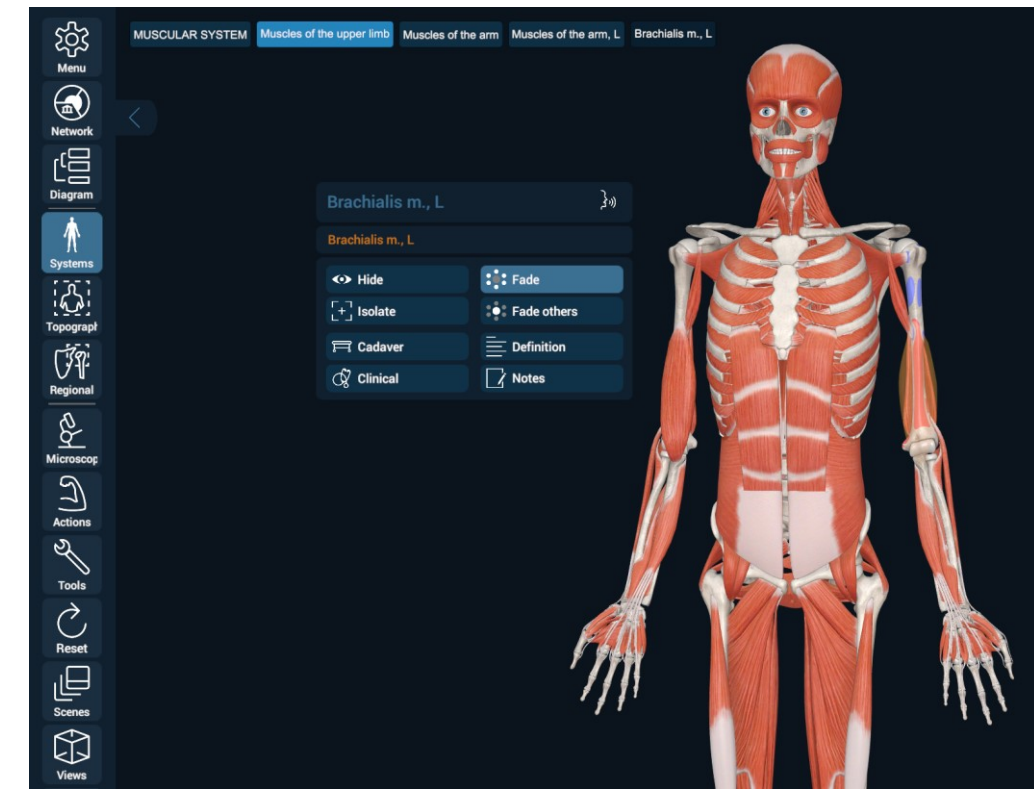 MUSCULAR SYSTEM Muscles of the upper limb Muscles of the arm Muscles of the arm, L Brachialis m., L
Menu
Network
Diagram
Systems
Topograph
Regional
Microscop
Actions
Tools
Reset
Scenes
Views
Brachialis m., L
Brachialis m., L
Hide Fade
Isolate Fade others
Cadaver Definition
Clinical Notes